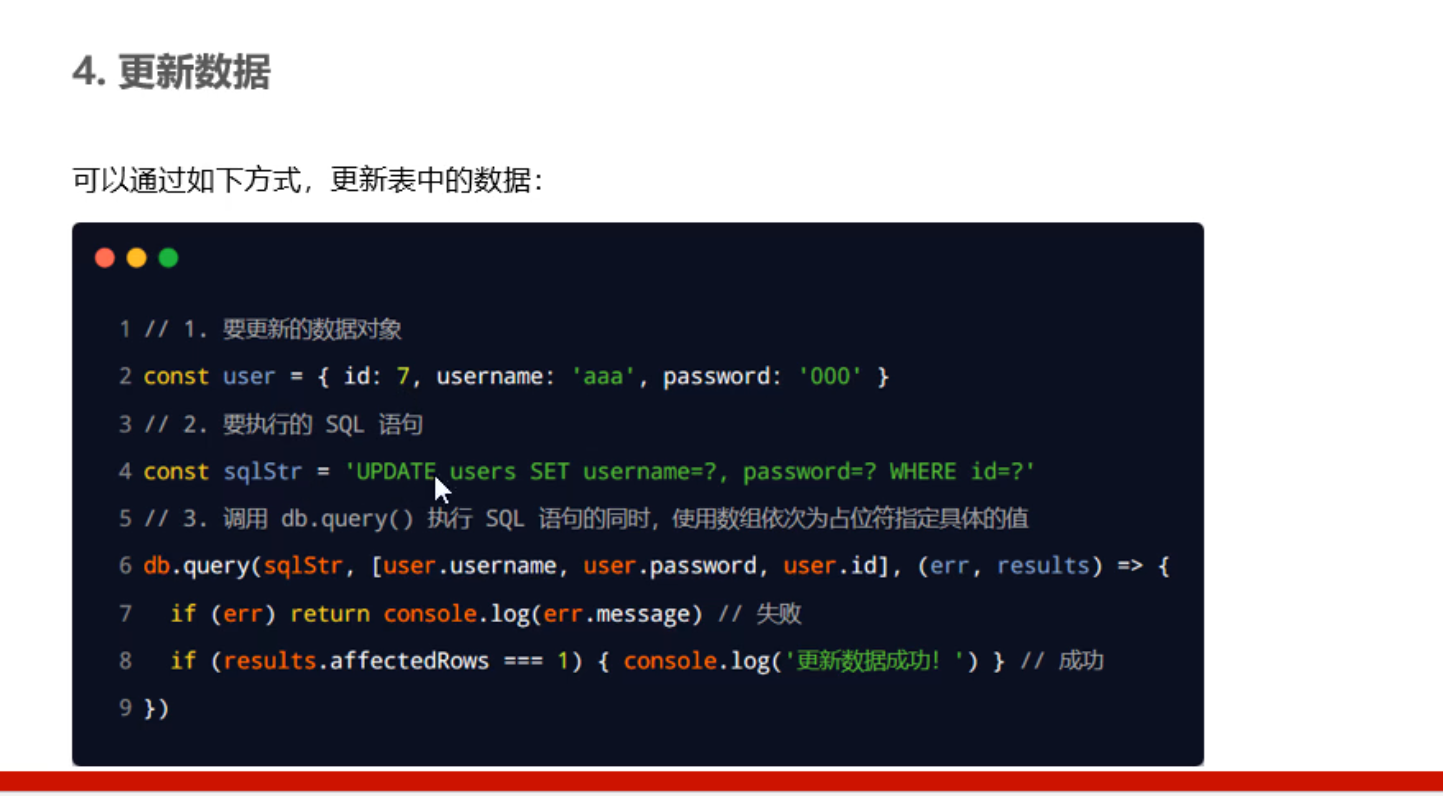 4. 更新数据
可以通过如下方式，更新表中的数据：
1 // 1. 要更新的数据对象
2 const user = { id: 7, username: 'aaa', password: '000' }
3 // 2. 要执行的 SQL 语句
4 const sqlStr = 'UPDATE users SET username=?, password=? WHERE id=?'
5 // 3. 调用 db.query() 执行 SQL 语句的同时，使用数组依次为占位符指定具体的值
6 db.query(sqlStr, [user.username, user.password, user.id], (err, results) => {
7   if (err) return console.log(err.message) // 失败
8   if (results.affectedRows === 1) { console.log('更新数据成功！') } // 成功
9 })